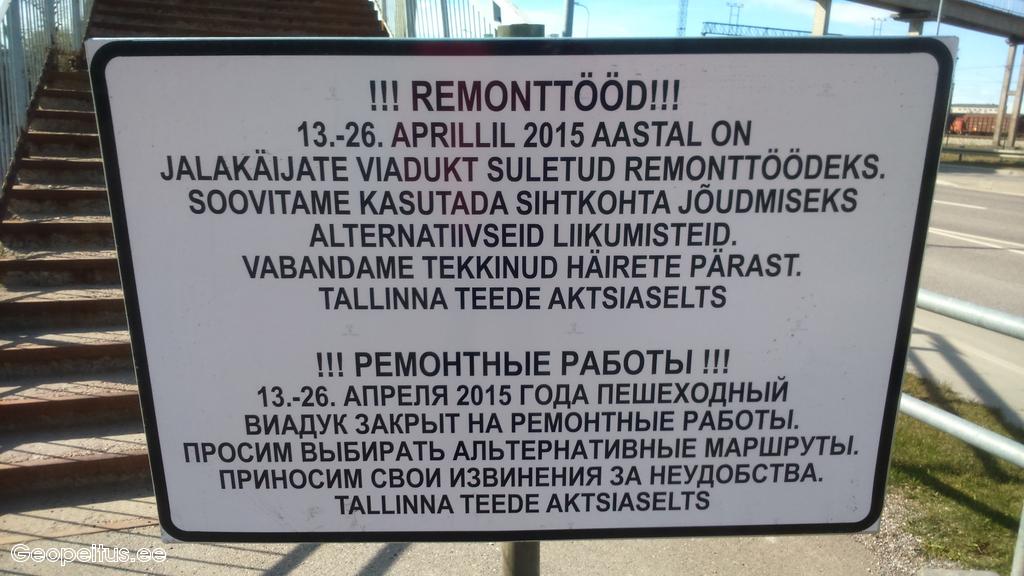 !!! REMONTTÖÖD!!!
13.-26. APRILLIL 2015 AASTAL ON
JALAKÄIJATE VIADUKT SULETUD REMONTTÖÖDEKS.
SOOVITAME KASUTADA SIHTKOHTA JÕUDMISEKS
ALTERNATIIVSEID LIIKUMISTEID.
VABANDAME TEKKINUD HÄIRETE PÄRAST.
TALLINNA TEEDE AKTSIASELTS
!!! РЕМОНТНЫЕ РАБОТЫ !!!
13.-26. АПРЕЛЯ 2015 ГОДА ПЕШЕХОДНЫЙ
ВИАДУК ЗАКРЫТ НА РЕМОНТНЫЕ РАБОТЫ.
ПРОСИМ ВЫБИРАТЬ АЛЬТЕРНАТИВНЫЕ МАРШРУТЫ.
ПРИНОСИМ СВОИ ИЗВИНЕНИЯ ЗА НЕУДОБСТВА.
TALLINNA TEEDE AKTSIASELTS
Geopeitus.ee